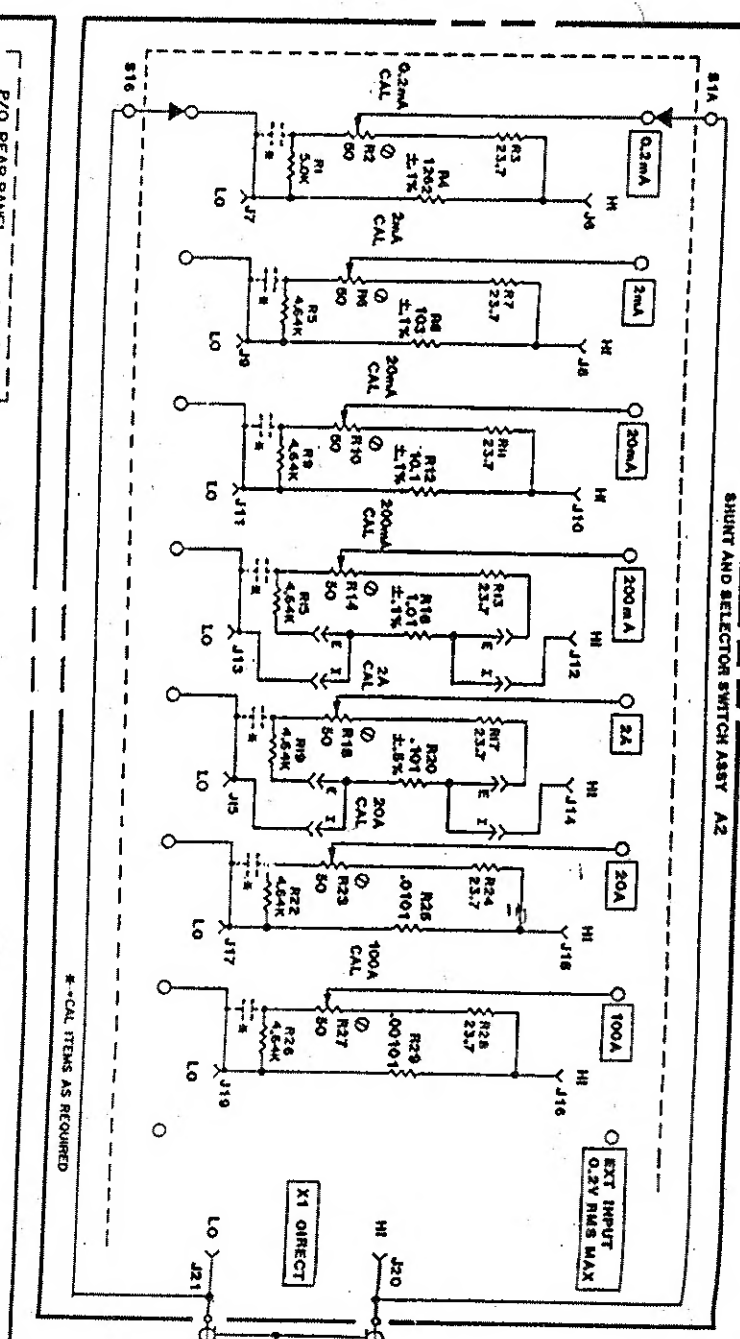 SHUNT AND SELECTOR SWITCH ASSY A2
S1A
0.2mA
HI
J6
R3
23.7
R4
1262
±.1%
R2
50
R1
5.0K
*
0.2mA
CAL
S16
LO
J7
2mA
HI
J8
R7
23.7
R8
103
±.1%
R6
50
R5
4.64K
*
2mA
CAL
LO
J9
20mA
HI
J10
R11
23.7
R12
10.1
±.1%
R10
50
R9
4.64K
*
20mA
CAL
LO
J11
200mA
HI
J12
R13
23.7
E
I
R16
1.01
±.1%
R14
50
R15
4.64K
E
I
*
200mA
CAL
LO
J13
2A
HI
J14
R17
23.7
E
I
R20
.101
±.5%
R18
50
R19
4.64K
E
I
*
2A
CAL
LO
J15
20A
HI
J18
R24
23.7
R25
.0101
R23
50
R22
4.64K
*
20A
CAL
LO
J17
100A
HI
J16
R28
23.7
R29
.00101
R27
50
R26
4.64K
*
100A
CAL
LO
J19
EXT INPUT
0.2V RMS MAX
HI
J20
X1 DIRECT
LO
J21
*=CAL ITEMS AS REQUIRED
P/O REAR PANEL